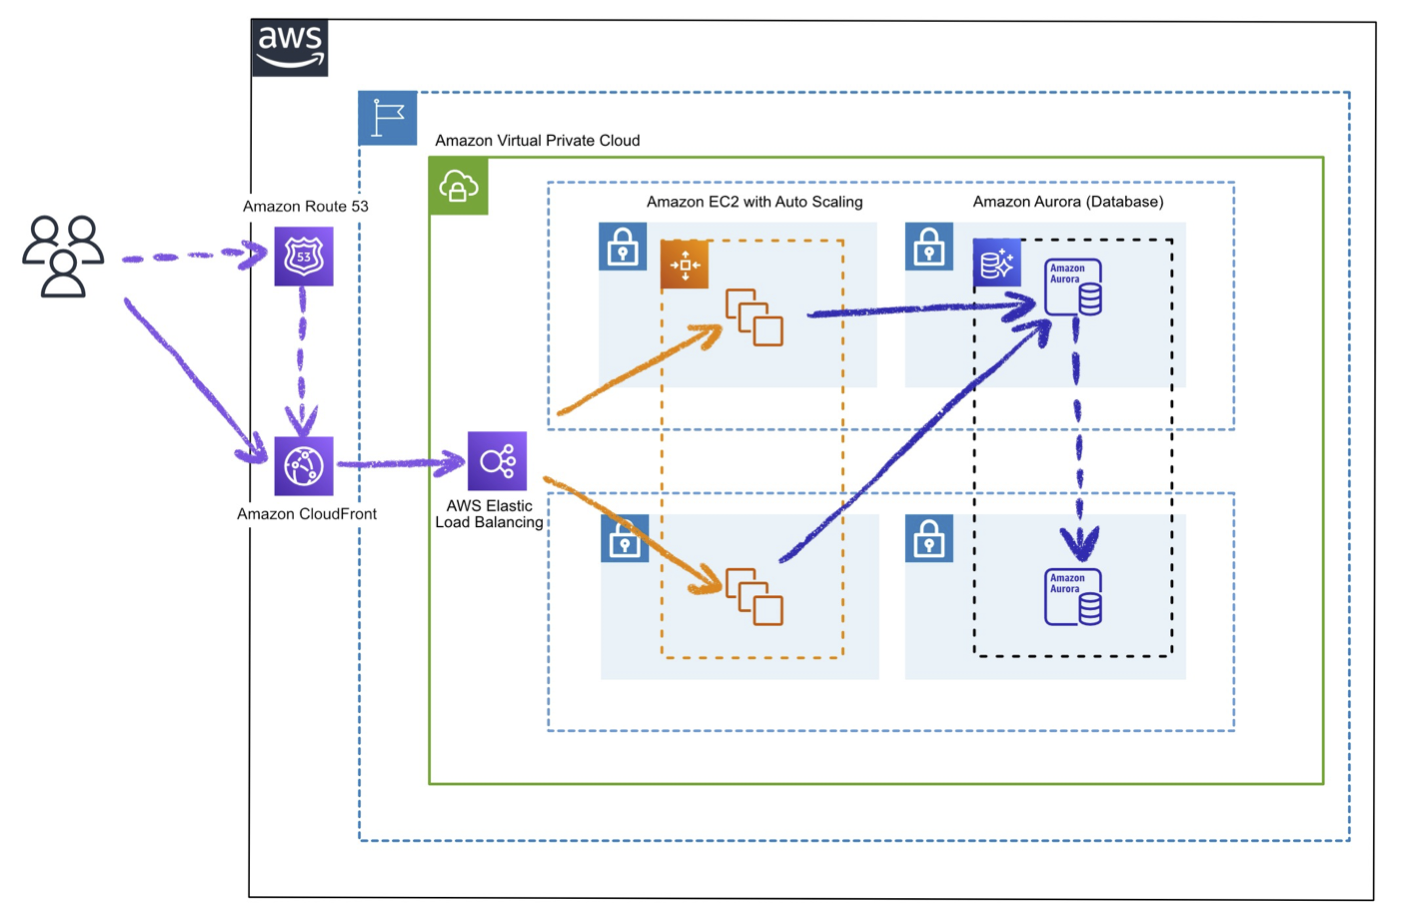 aws
Amazon Virtual Private Cloud
Amazon Route 53
53
Amazon EC2 with Auto Scaling
Amazon Aurora (Database)
Amazon
Aurora
Amazon CloudFront
AWS Elastic
Load Balancing
Amazon
Aurora